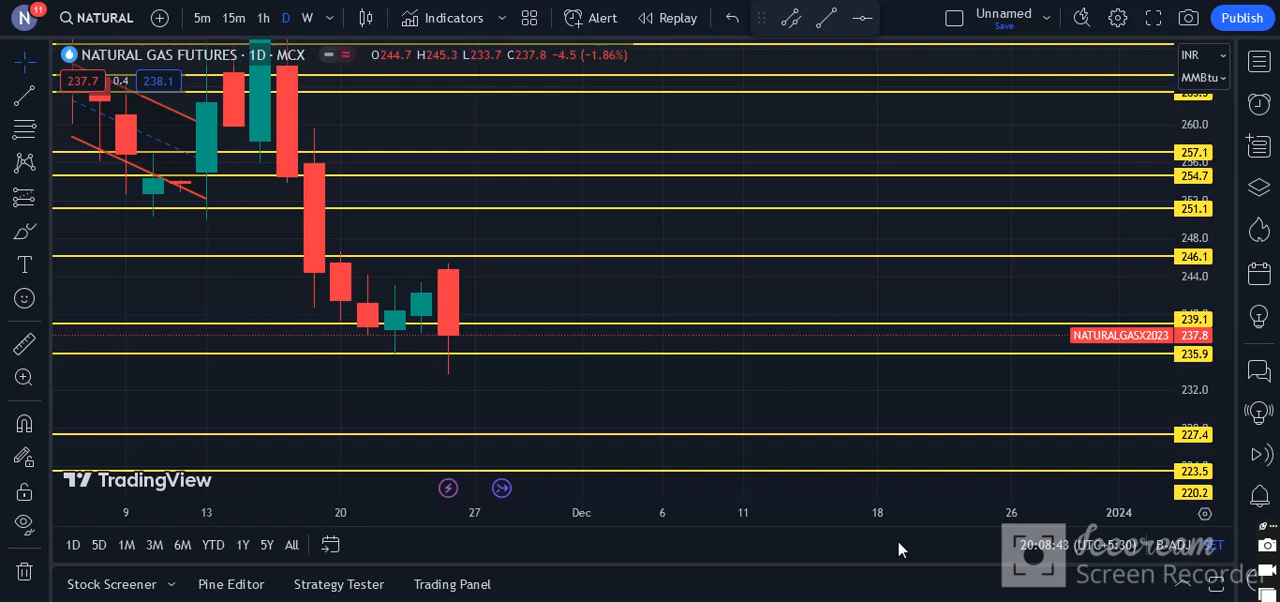 N 11 NATURAL 5m 15m 1h D W Indicators Alert Replay Unnamed Save Publish
NATURAL GAS FUTURES · 1D · MCX O244.7 H245.3 L233.7 C237.8 −4.5 (−1.86%) INR
237.7 0.4 238.1 MMBtu
260.0
257.1
256.0
254.7
251.1
248.0
246.1
244.0
239.1
NATURALGASX2023 237.8
235.9
232.0
227.4
223.5
TradingView
220.2
9 13 20 27 Dec 6 11 18 26 2024
1D 5D 1M 3M 6M YTD 1Y 5Y All 20:08:43 (UTC+5:30) B-ADJ SET
Icecream
Screen Recorder
Stock Screener Pine Editor Strategy Tester Trading Panel